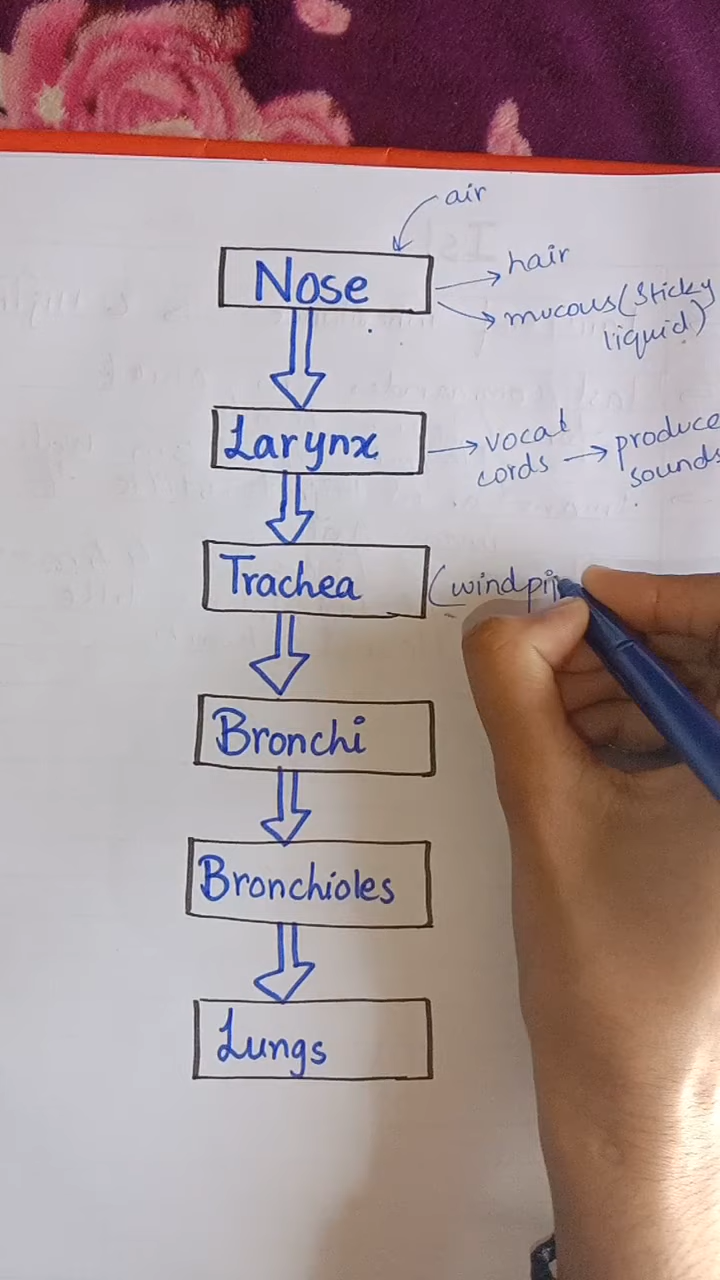 air
Nose
hair
mucous (sticky
liquid)
Larynx
vocal
cords
produce
sounds
Trachea
(windpi
Bronchi
Bronchioles
Lungs